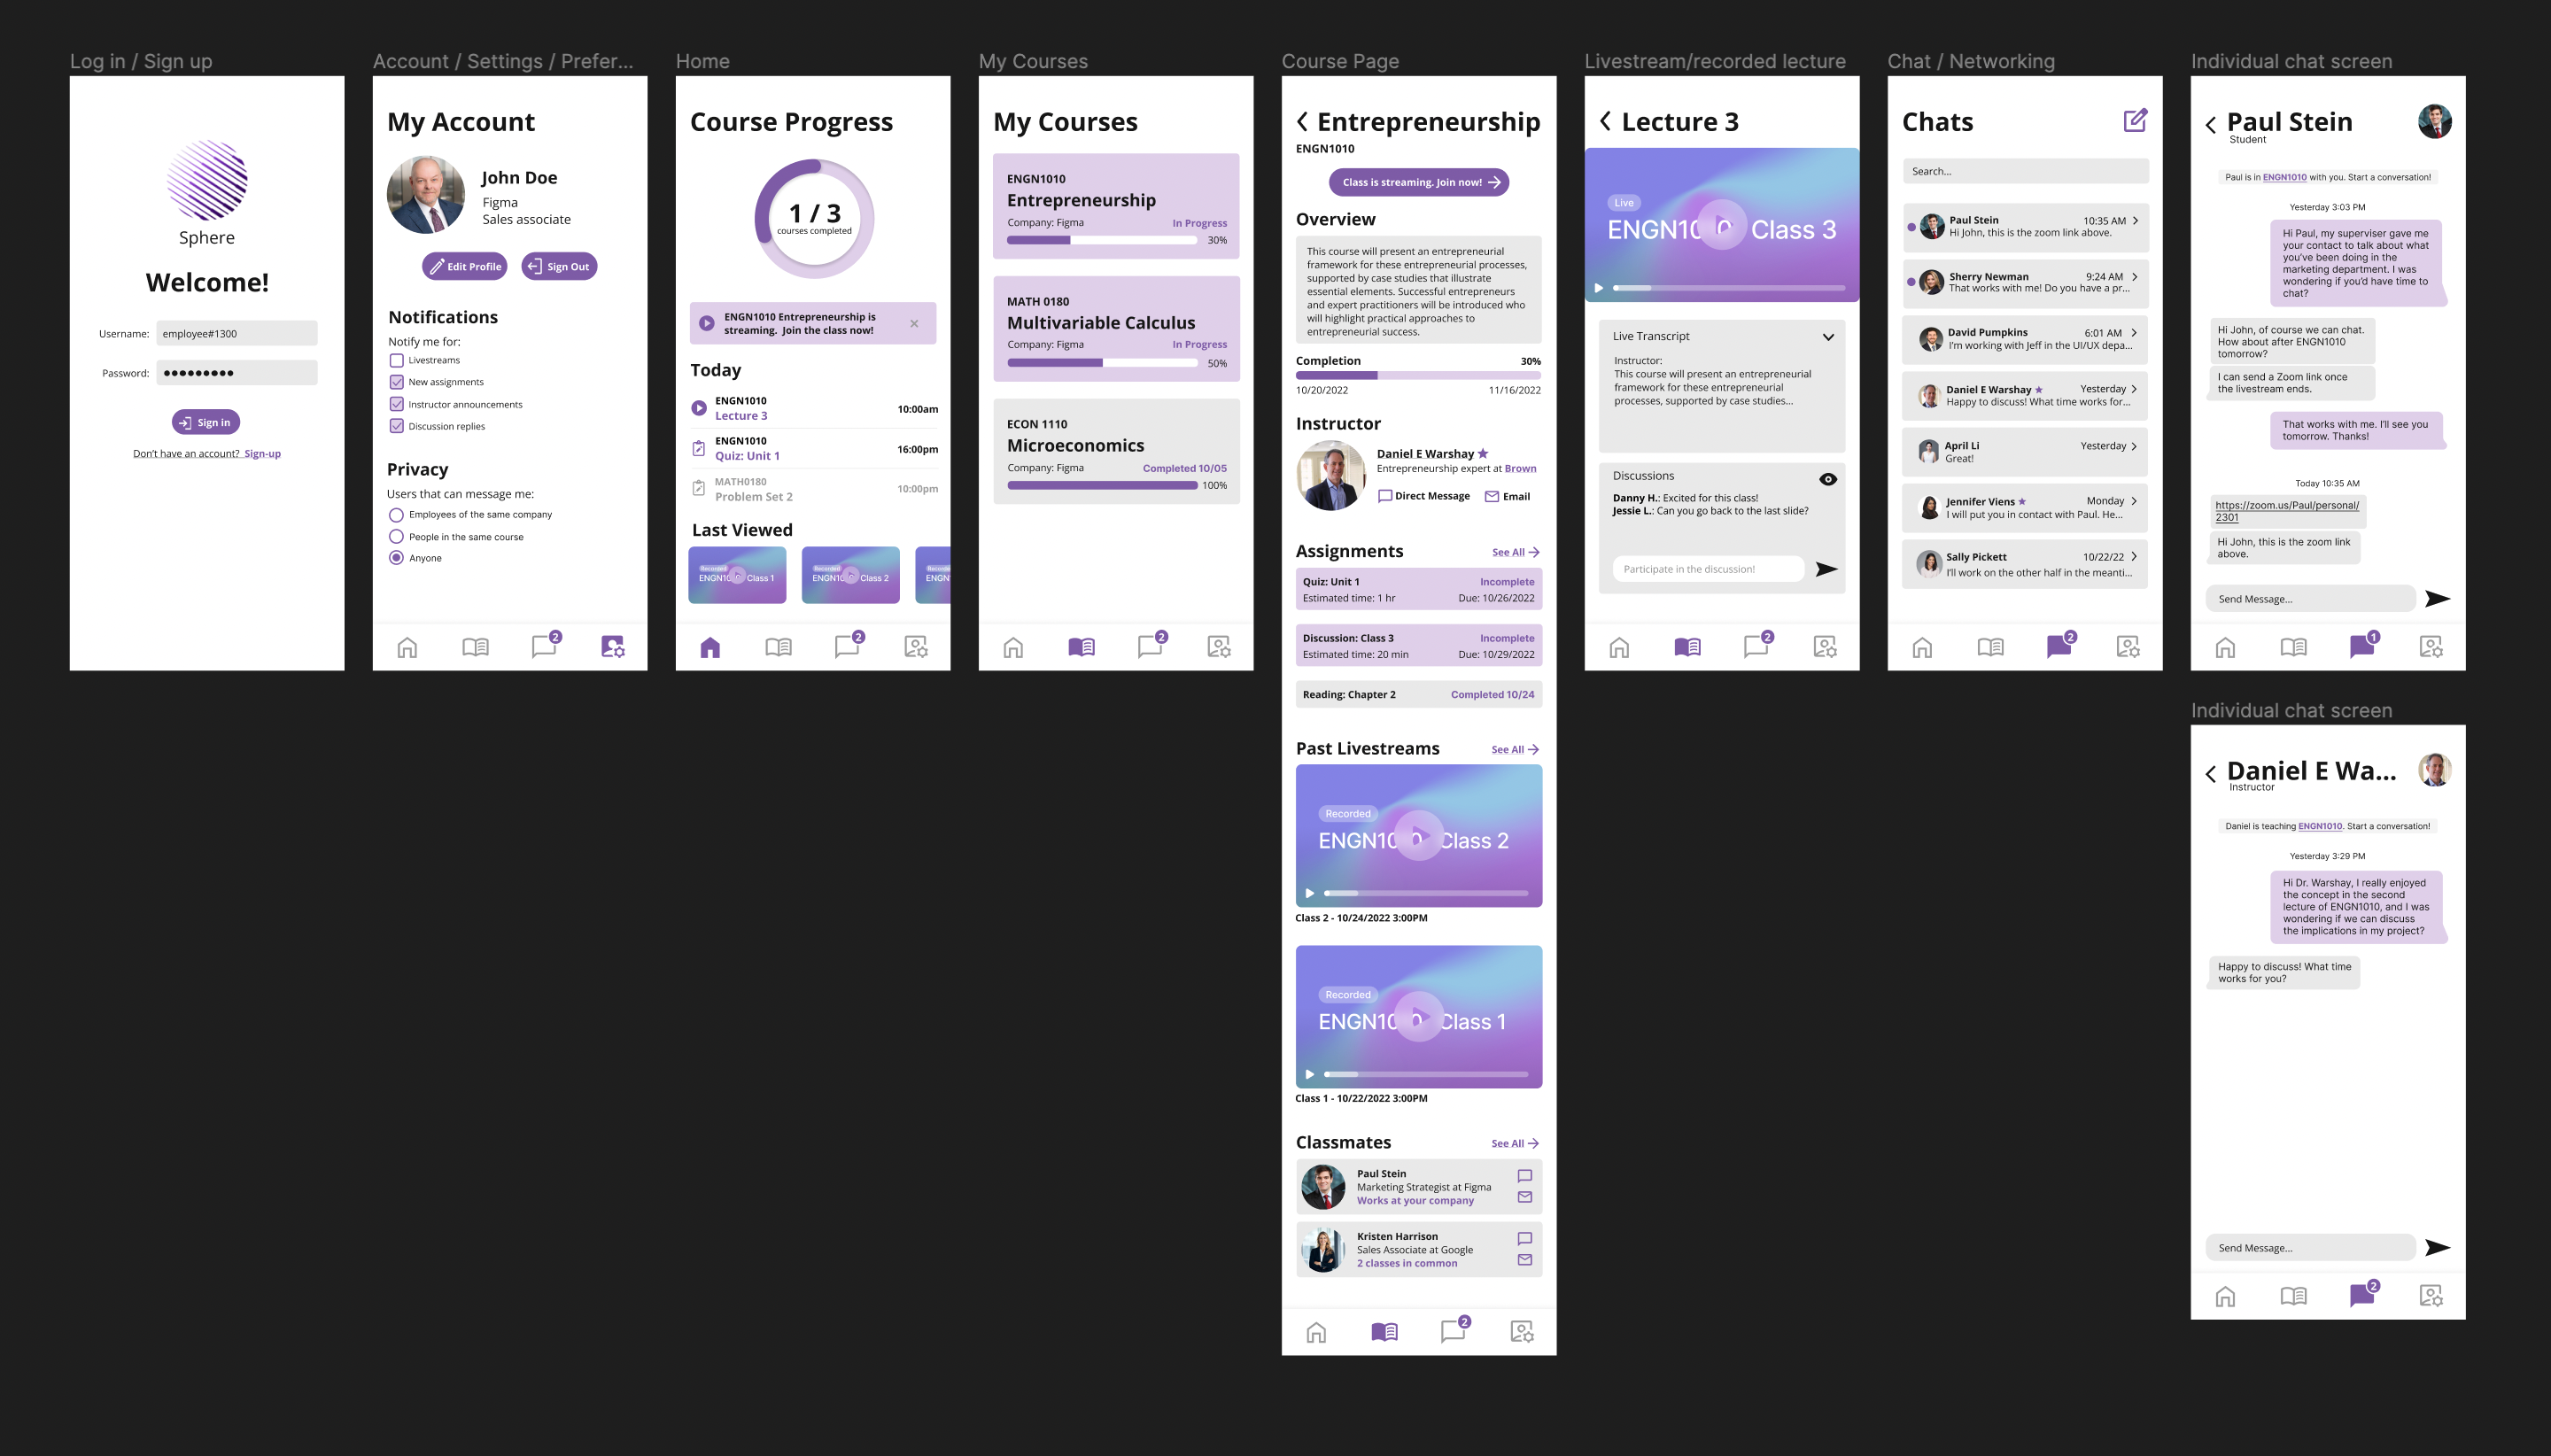 Log in / Sign up
Sphere
Welcome!
Username:
employee#1300
Password:
Sign in
Don't have an account? Sign-up
Account / Settings / Prefer...
My Account
John Doe
Figma
Sales associate
Edit Profile
Sign Out
Notifications
Notify me for:
Livestreams
New assignments
Instructor announcements
Discussion replies
Privacy
Users that can message me:
Employees of the same company
People in the same course
Anyone
2
Home
Course Progress
1 / 3
courses completed
ENGN1010 Entrepreneurship is
streaming. Join the class now!
Today
ENGN1010
Lecture 3
10:00am
ENGN1010
Quiz: Unit 1
16:00pm
MATH0180
Problem Set 2
10:00pm
Last Viewed
Recorded
ENGN1010 Class 1
Recorded
ENGN1010 Class 2
Recorde
ENGN
2
My Courses
My Courses
ENGN1010
Entrepreneurship
Company: Figma
In Progress
30%
MATH 0180
Multivariable Calculus
Company: Figma
In Progress
50%
ECON 1110
Microeconomics
Company: Figma
Completed 10/05
100%
2
Course Page
Entrepreneurship
ENGN1010
Class is streaming. Join now!
Overview
This course will present an entrepreneurial
framework for these entrepreneurial processes,
supported by case studies that illustrate
essential elements. Successful entrepreneurs
and expert practitioners will be introduced who
will highlight practical approaches to
entrepreneurial success.
Completion
30%
10/20/2022
11/16/2022
Instructor
Daniel E Warshay
Entrepreneurship expert at Brown
Direct Message
Email
Assignments
See All
Quiz: Unit 1
Incomplete
Estimated time: 1 hr
Due: 10/26/2022
Discussion: Class 3
Incomplete
Estimated time: 20 min
Due: 10/29/2022
Reading: Chapter 2
Completed 10/24
Past Livestreams
See All
Recorded
ENGN1010 Class 2
Class 2 - 10/24/2022 3:00PM
Recorded
ENGN1010 Class 1
Class 1 - 10/22/2022 3:00PM
Classmates
See All
Paul Stein
Marketing Strategist at Figma
Works at your company
Kristen Harrison
Sales Associate at Google
2 classes in common
2
Livestream/recorded lecture
Lecture 3
Live
ENGN1010 Class 3
Live Transcript
Instructor:
This course will present an entrepreneurial
framework for these entrepreneurial
processes, supported by case studies...
Discussions
Danny H.: Excited for this class!
Jessie L.: Can you go back to the last slide?
Participate in the discussion!
2
Chat / Networking
Chats
Search...
Paul Stein
10:35 AM
Hi John, this is the zoom link above.
Sherry Newman
9:24 AM
That works with me! Do you have a pr...
David Pumpkins
6:01 AM
I'm working with Jeff in the UI/UX depa...
Daniel E Warshay
Yesterday
Happy to discuss! What time works for...
April Li
Yesterday
Great!
Jennifer Viens
Monday
I will put you in contact with Paul. He...
Sally Pickett
10/22/22
I'll work on the other half in the meanti...
2
Individual chat screen
Paul Stein
Student
Paul is in ENGN1010 with you. Start a conversation!
Yesterday 3:03 PM
Hi Paul, my superviser gave me
your contact to talk about what
you've been doing in the
marketing department. I was
wondering if you'd have time to
chat?
Hi John, of course we can chat.
How about after ENGN1010
tomorrow?
I can send a Zoom link once
the livestream ends.
That works with me. I'll see you
tomorrow. Thanks!
Today 10:35 AM
https://zoom.us/Paul/personal/
2301
Hi John, this is the zoom link
above.
Send Message...
1
Individual chat screen
Daniel E Wa...
Instructor
Daniel is teaching ENGN1010. Start a conversation!
Yesterday 3:29 PM
Hi Dr. Warshay, I really enjoyed
the concept in the second
lecture of ENGN1010, and I was
wondering if we can discuss
the implications in my project?
Happy to discuss! What time
works for you?
Send Message...
2